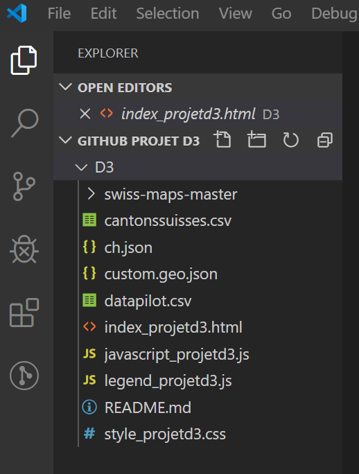 File Edit Selection View Go Debug
EXPLORER
OPEN EDITORS
index_projetd3.html D3
GITHUB PROJET D3
D3
swiss-maps-master
cantonssuisses.csv
{ } ch.json
{ } custom.geo.json
datapilot.csv
<> index_projetd3.html
JS javascript_projetd3.js
JS legend_projetd3.js
README.md
# style_projetd3.css